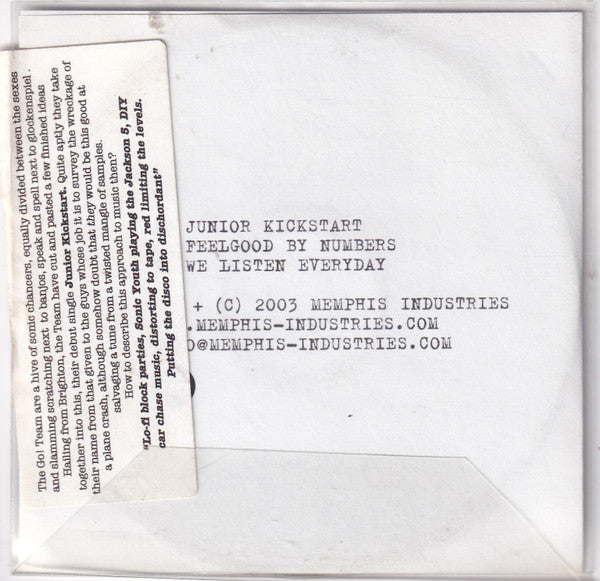 The Go! Team are a hive of sonic chancers, equally divided between the sexes
and slamming scratching next to banjos, speak and spell next to glockenspiel.
Hailing from Brighton, the Team have cut and pasted a few finished ideas
together into this, their debut single Junior Kickstart. Quite aptly they take
their name from that given to the guys whose job it is to survey the wreckage of
a plane crash, although somehow doubt that they would be this good at
salvaging a tune from a twisted mangle of samples.
How to describe this approach to music then?
"Lo-fi block parties, Sonic Youth playing the Jackson 5, DIY
car chase music, distorting to tape, red limiting the levels.
Putting the disco into dischordant"
JUNIOR KICKSTART
FEELGOOD BY NUMBERS
WE LISTEN EVERYDAY
+ (C) 2003 MEMPHIS INDUSTRIES
.MEMPHIS-INDUSTRIES.COM
O@MEMPHIS-INDUSTRIES.COM